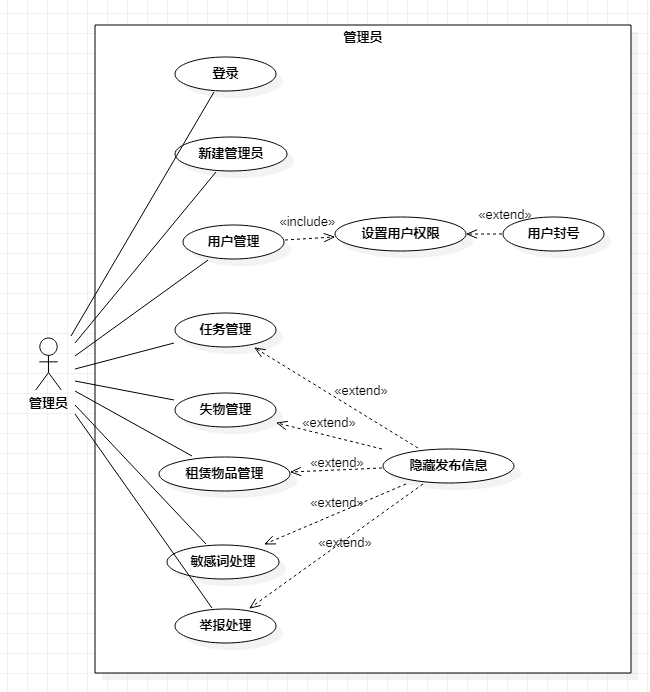 管理员
登录
新建管理员
«include»
«extend»
用户管理
设置用户权限
用户封号
任务管理
管理员
«extend»
失物管理
«extend»
租赁物品管理
«extend»
隐藏发布信息
«extend»
敏感词处理
«extend»
举报处理